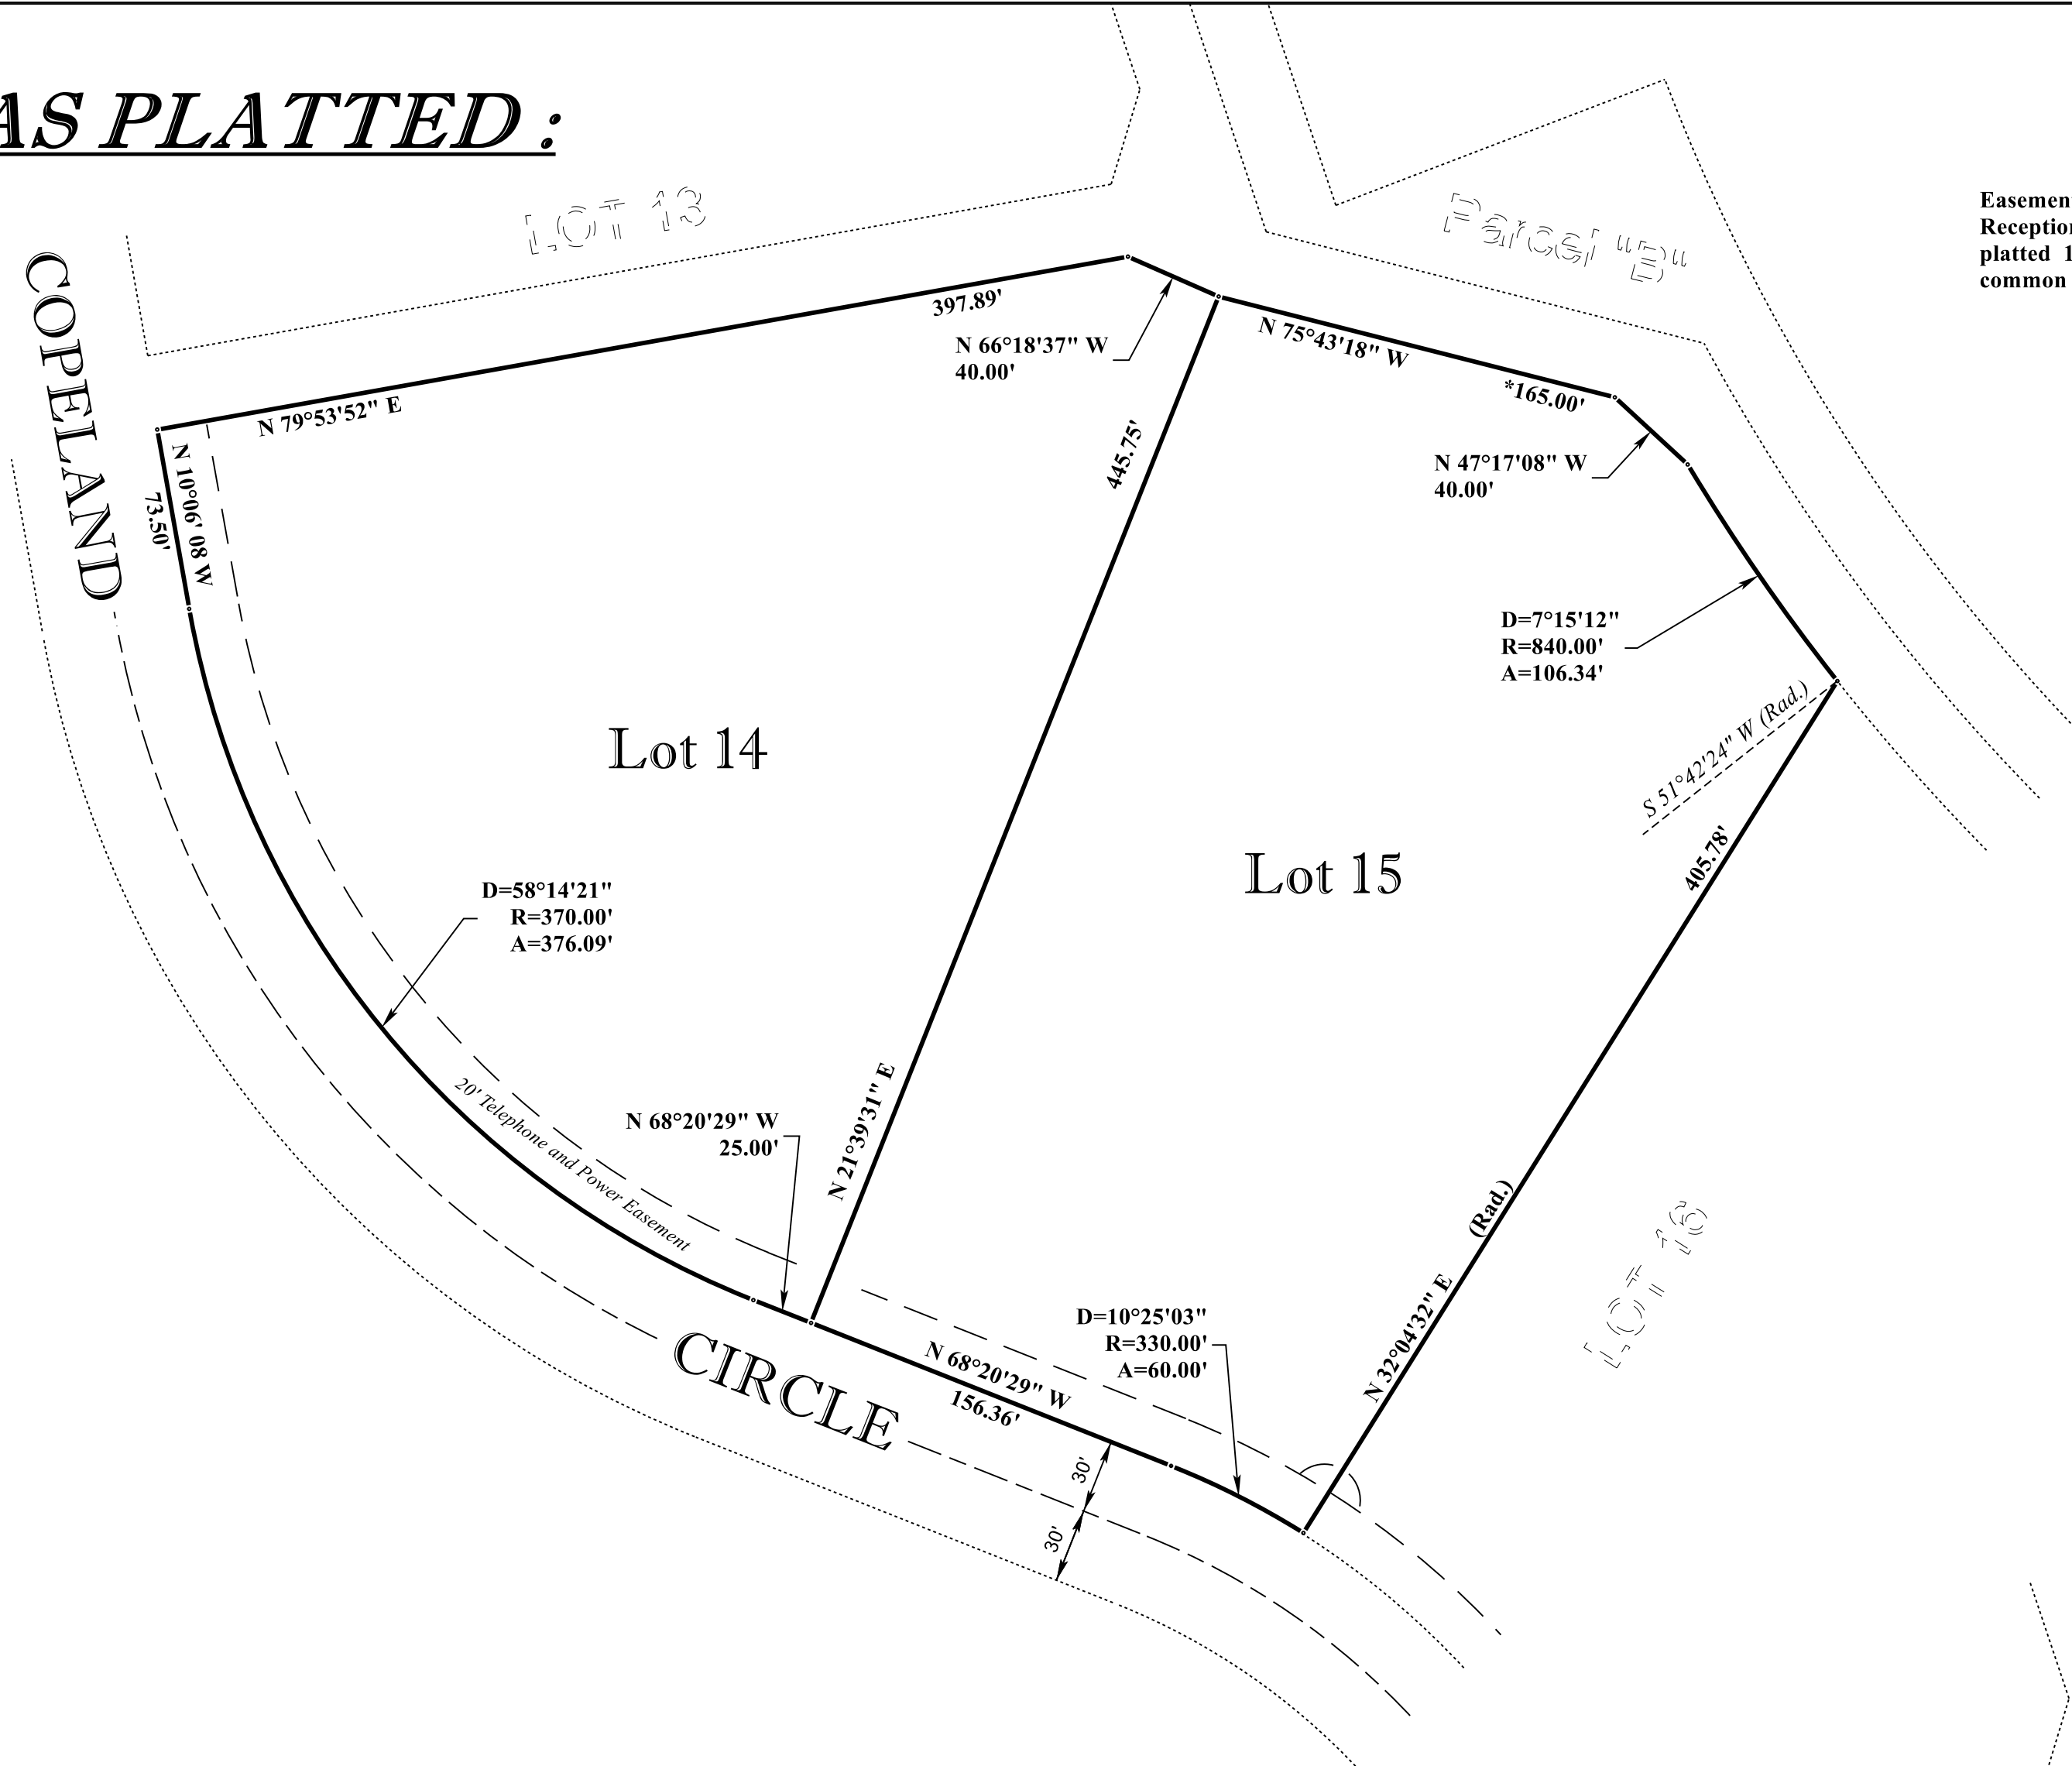 AS PLATTED :
LOT 13
Parcel "B"
Easemen
Reception
platted 1
common
COPELAND
397.89'
N 79°53'52" E
N 66°18'37" W
40.00'
N 75°43'18" W
*165.00'
N 47°17'08" W
40.00'
N 10°06' 08 W
73.50'
445.75'
D=7°15'12"
R=840.00'
A=106.34'
S 51°42'24" W (Rad.)
Lot 14
Lot 15
405.78'
D=58°14'21"
R=370.00'
A=376.09'
20' Telephone and Power Easement
N 68°20'29" W
25.00'
N 21°39'31" E
(Rad.)
N 32°04'32" E
LOT 16
D=10°25'03"
R=330.00'
A=60.00'
N 68°20'29" W
156.36'
CIRCLE
30'
30'